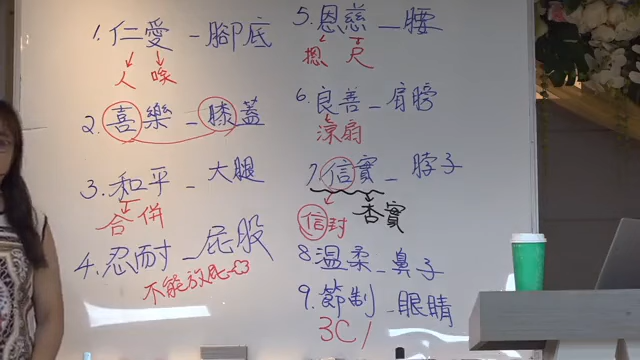 1. 仁愛 - 腳底
人 咳
2. 喜樂 - 膝蓋
3. 和平 - 大腿
合併
4. 忍耐 - 屁股
不能放屁
5. 恩慈 - 腰
摁 尺
6. 良善 - 肩膀
涼扇
7. 信實 - 脖子
信封 杏實
8. 溫柔 - 鼻子
9. 節制 - 眼睛
3C /